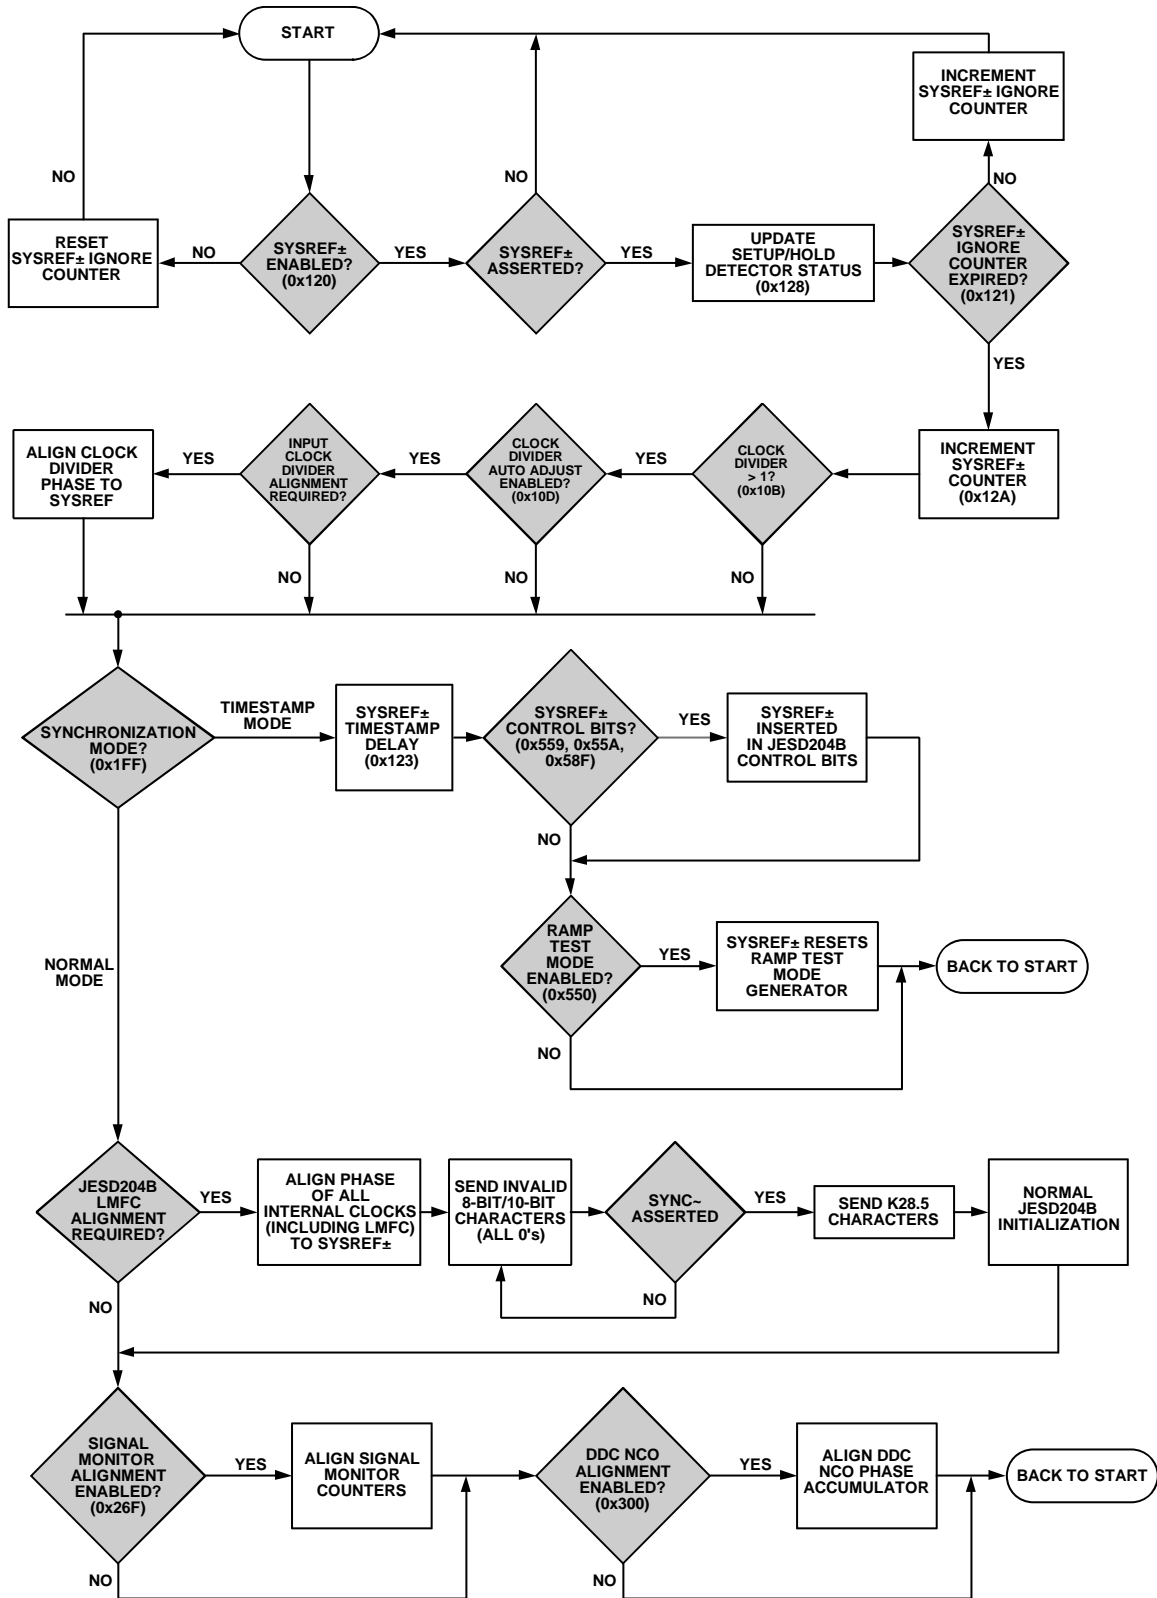 START
INCREMENT
SYSREF± IGNORE
COUNTER
NO
NO
NO
RESET
SYSREF± IGNORE
COUNTER
NO
SYSREF±
ENABLED?
(0x120)
YES
SYSREF±
ASSERTED?
YES
UPDATE
SETUP/HOLD
DETECTOR STATUS
(0x128)
SYSREF±
IGNORE
COUNTER
EXPIRED?
(0x121)
YES
ALIGN CLOCK
DIVIDER
PHASE TO
SYSREF
YES
INPUT
CLOCK
DIVIDER
ALIGNMENT
REQUIRED?
YES
CLOCK
DIVIDER
AUTO ADJUST
ENABLED?
(0x10D)
YES
CLOCK
DIVIDER
> 1?
(0x10B)
INCREMENT
SYSREF±
COUNTER
(0x12A)
NO
NO
NO
SYNCHRONIZATION
MODE?
(0x1FF)
TIMESTAMP
MODE
SYSREF±
TIMESTAMP
DELAY
(0x123)
SYSREF±
CONTROL BITS?
(0x559, 0x55A,
0x58F)
YES
SYSREF±
INSERTED
IN JESD204B
CONTROL BITS
NO
NORMAL
MODE
RAMP
TEST
MODE
ENABLED?
(0x550)
YES
SYSREF± RESETS
RAMP TEST
MODE
GENERATOR
BACK TO START
NO
JESD204B
LMFC
ALIGNMENT
REQUIRED?
YES
ALIGN PHASE
OF ALL
INTERNAL CLOCKS
(INCLUDING LMFC)
TO SYSREF±
SEND INVALID
8-BIT/10-BIT
CHARACTERS
(ALL 0's)
SYNC~
ASSERTED
YES
SEND K28.5
CHARACTERS
NORMAL
JESD204B
INITIALIZATION
NO
NO
SIGNAL
MONITOR
ALIGNMENT
ENABLED?
(0x26F)
YES
ALIGN SIGNAL
MONITOR
COUNTERS
DDC NCO
ALIGNMENT
ENABLED?
(0x300)
YES
ALIGN DDC
NCO PHASE
ACCUMULATOR
BACK TO START
NO
NO